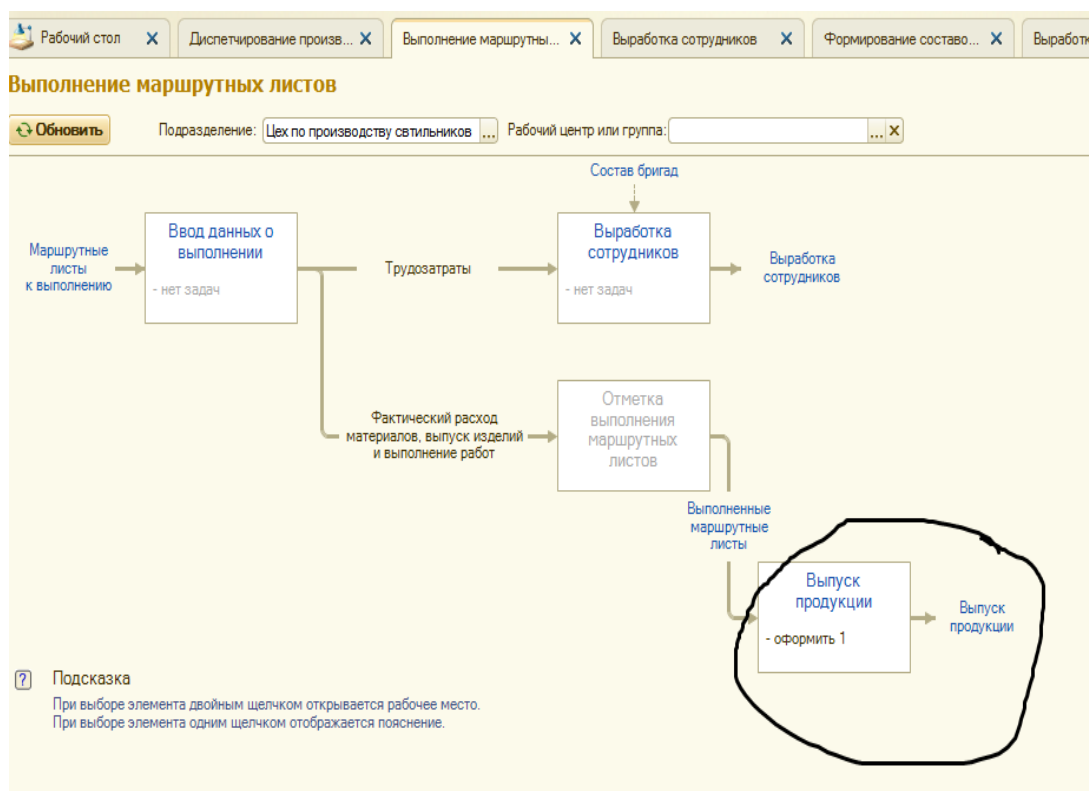 Рабочий стол
Диспетчирование произв...
Выполнение маршрутны...
Выработка сотрудников
Формирование составо...
Выработк
Выполнение маршрутных листов
Обновить
Подразделение: Цех по производству свтильников ...
Рабочий центр или группа: ...
Состав бригад
Маршрутные
листы
к выполнению
Ввод данных о
выполнении
- нет задач
Трудозатраты
Выработка
сотрудников
- нет задач
Выработка
сотрудников
Фактический расход
материалов, выпуск изделий
и выполнение работ
Отметка
выполнения
маршрутных
листов
Выполненные
маршрутные
листы
Выпуск
продукции
- оформить 1
Выпуск
продукции
? Подсказка
При выборе элемента двойным щелчком открывается рабочее место.
При выборе элемента одним щелчком отображается пояснение.